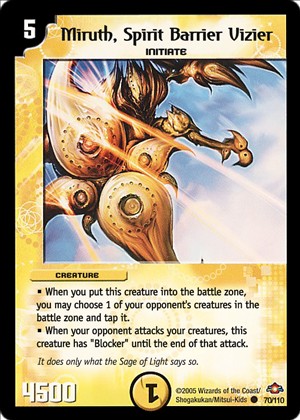 5
Miruth, Spirit Barrier Vizier
INITIATE
CREATURE
▪ When you put this creature into the battle zone,
you may choose 1 of your opponent's creatures in
the battle zone and tap it.
▪ When your opponent attacks your creatures, this
creature has "Blocker" until the end of that attack.
It does only what the Sage of Light says so.
4500
1
©2005 Wizards of the Coast/
Shogakukan/Mitsui-Kids ● 70/110